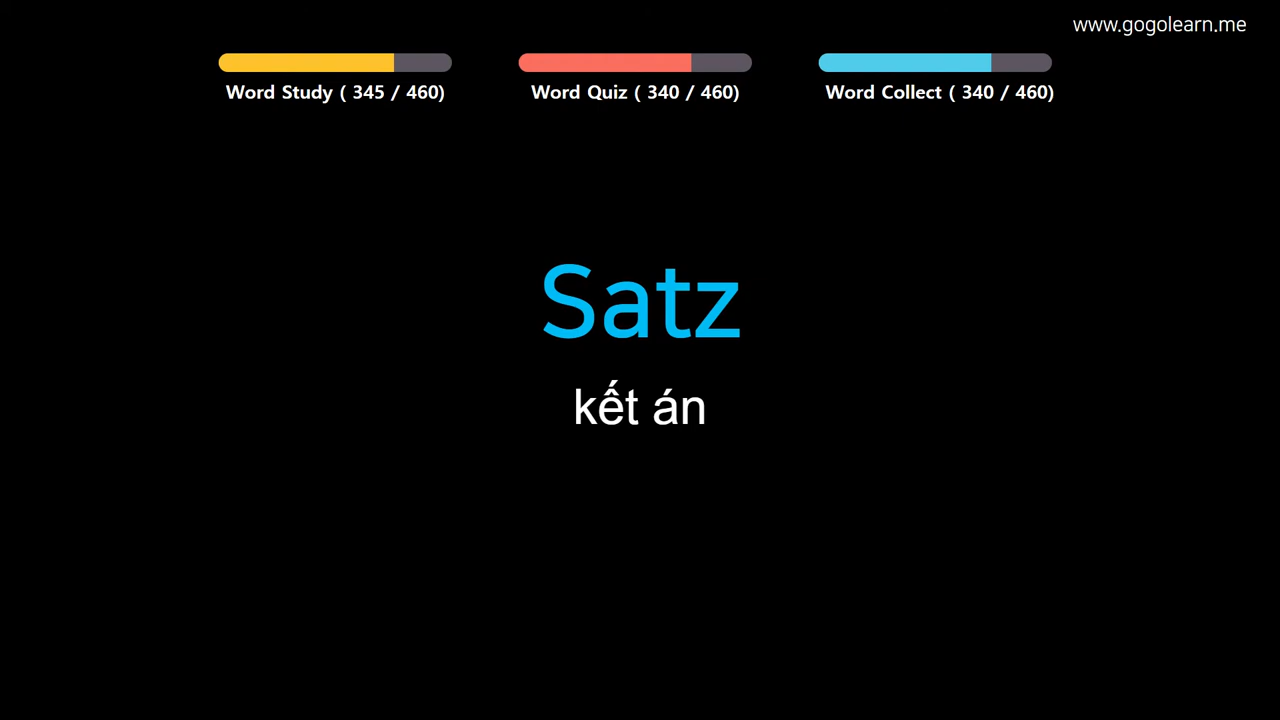 www.gogolearn.me
Word Study ( 345 / 460)
Word Quiz ( 340 / 460)
Word Collect ( 340 / 460)
Satz
kết án